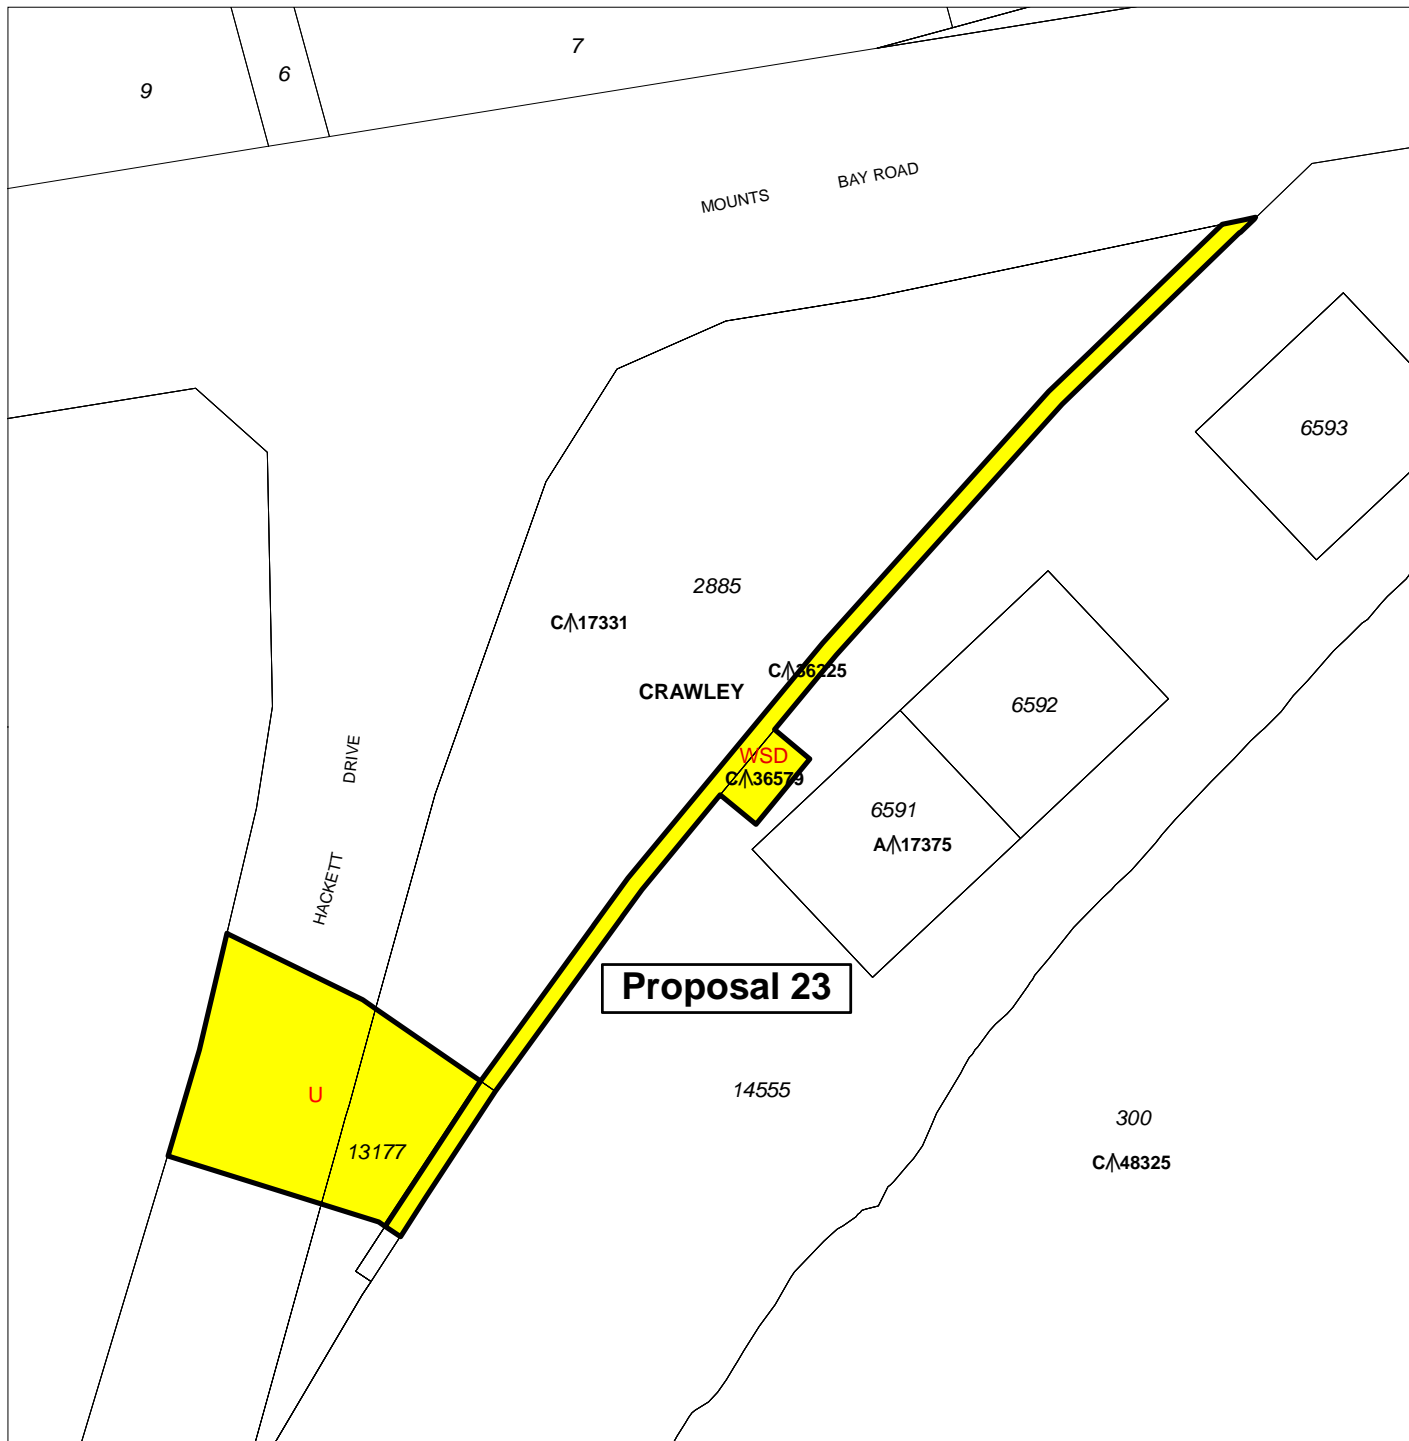 7
6
9
MOUNTS BAY ROAD
6593
2885
C 17331
C 36225
CRAWLEY
6592
DRIVE
WSD
C 36579
6591
A 17375
HACKETT
Proposal 23
14555
U
300
13177
C 48325